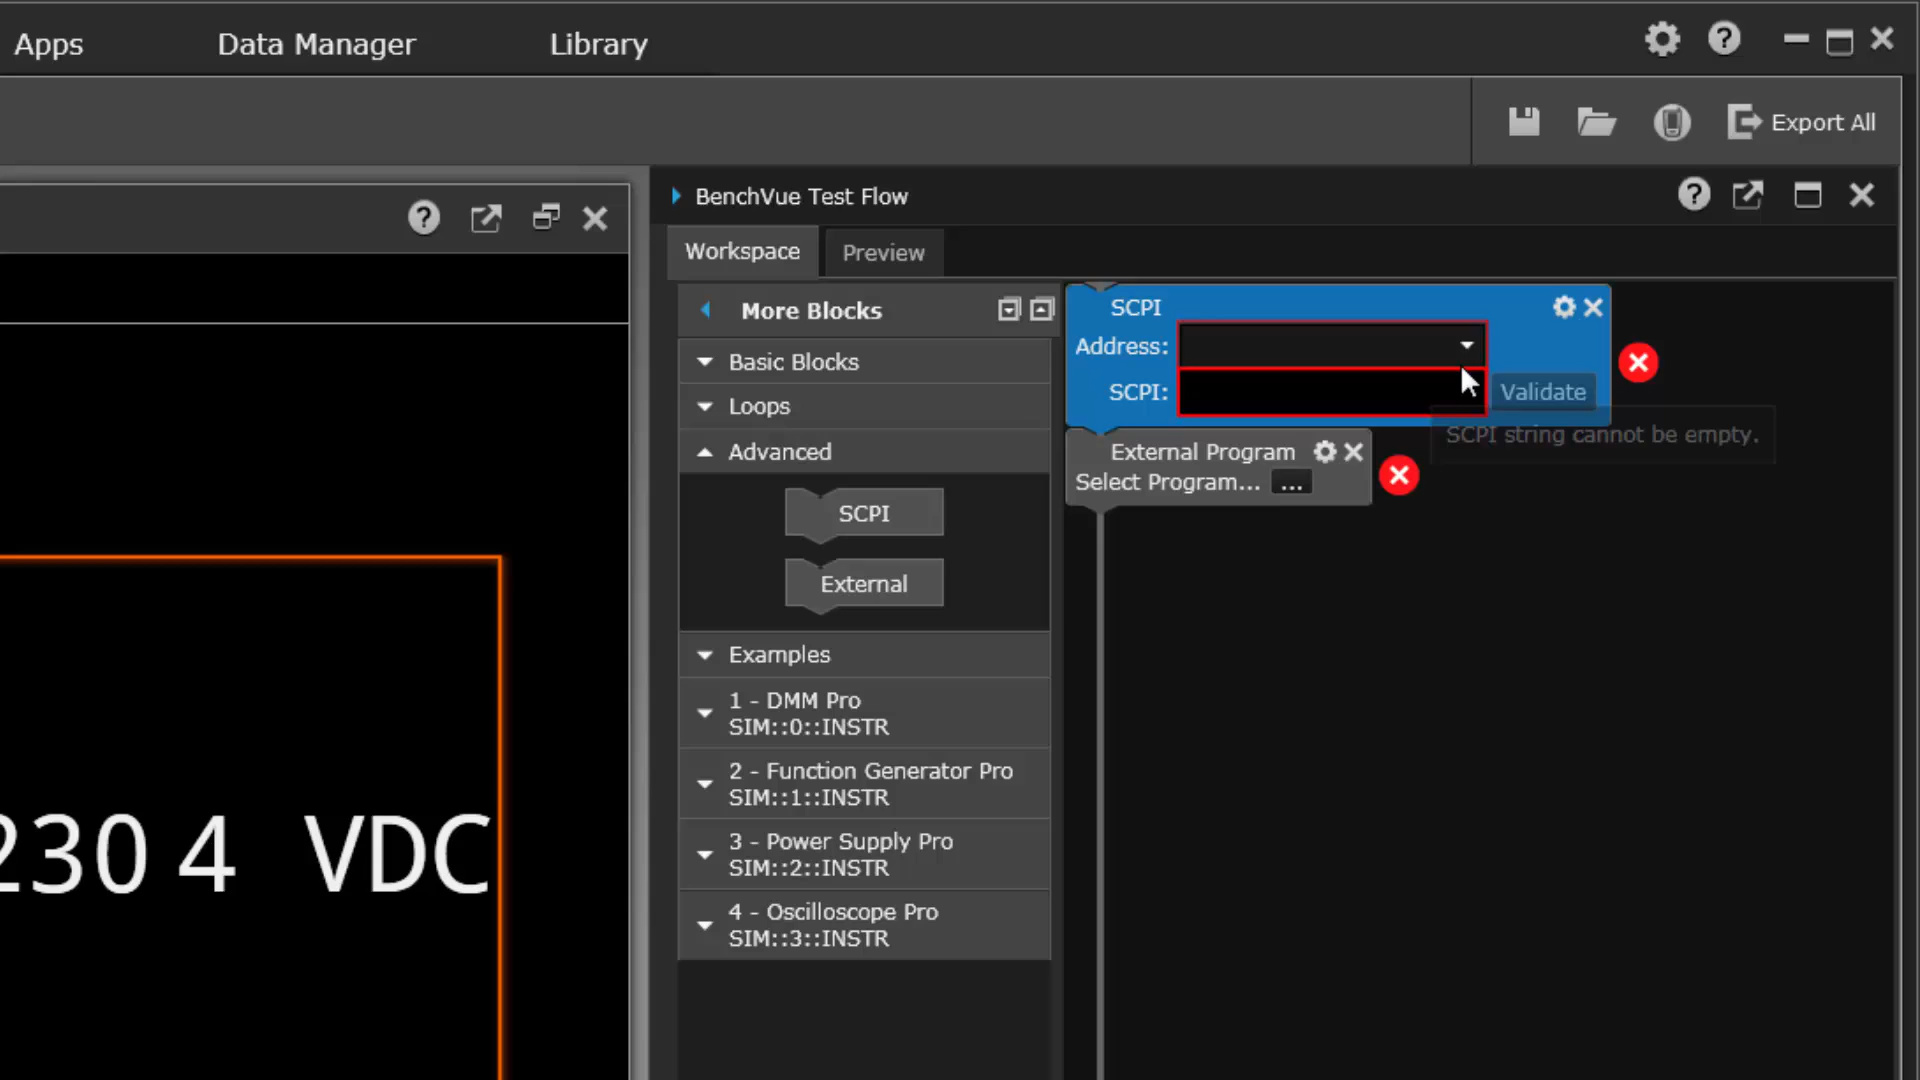 Apps
Data Manager
Library
Export All
BenchVue Test Flow
Workspace
Preview
More Blocks
Basic Blocks
Loops
Advanced
SCPI
External
Examples
1 - DMM Pro
SIM::0::INSTR
2 - Function Generator Pro
SIM::1::INSTR
3 - Power Supply Pro
SIM::2::INSTR
4 - Oscilloscope Pro
SIM::3::INSTR
SCPI
Address:
SCPI:
Validate
SCPI string cannot be empty.
External Program
Select Program... ...
230 4 VDC